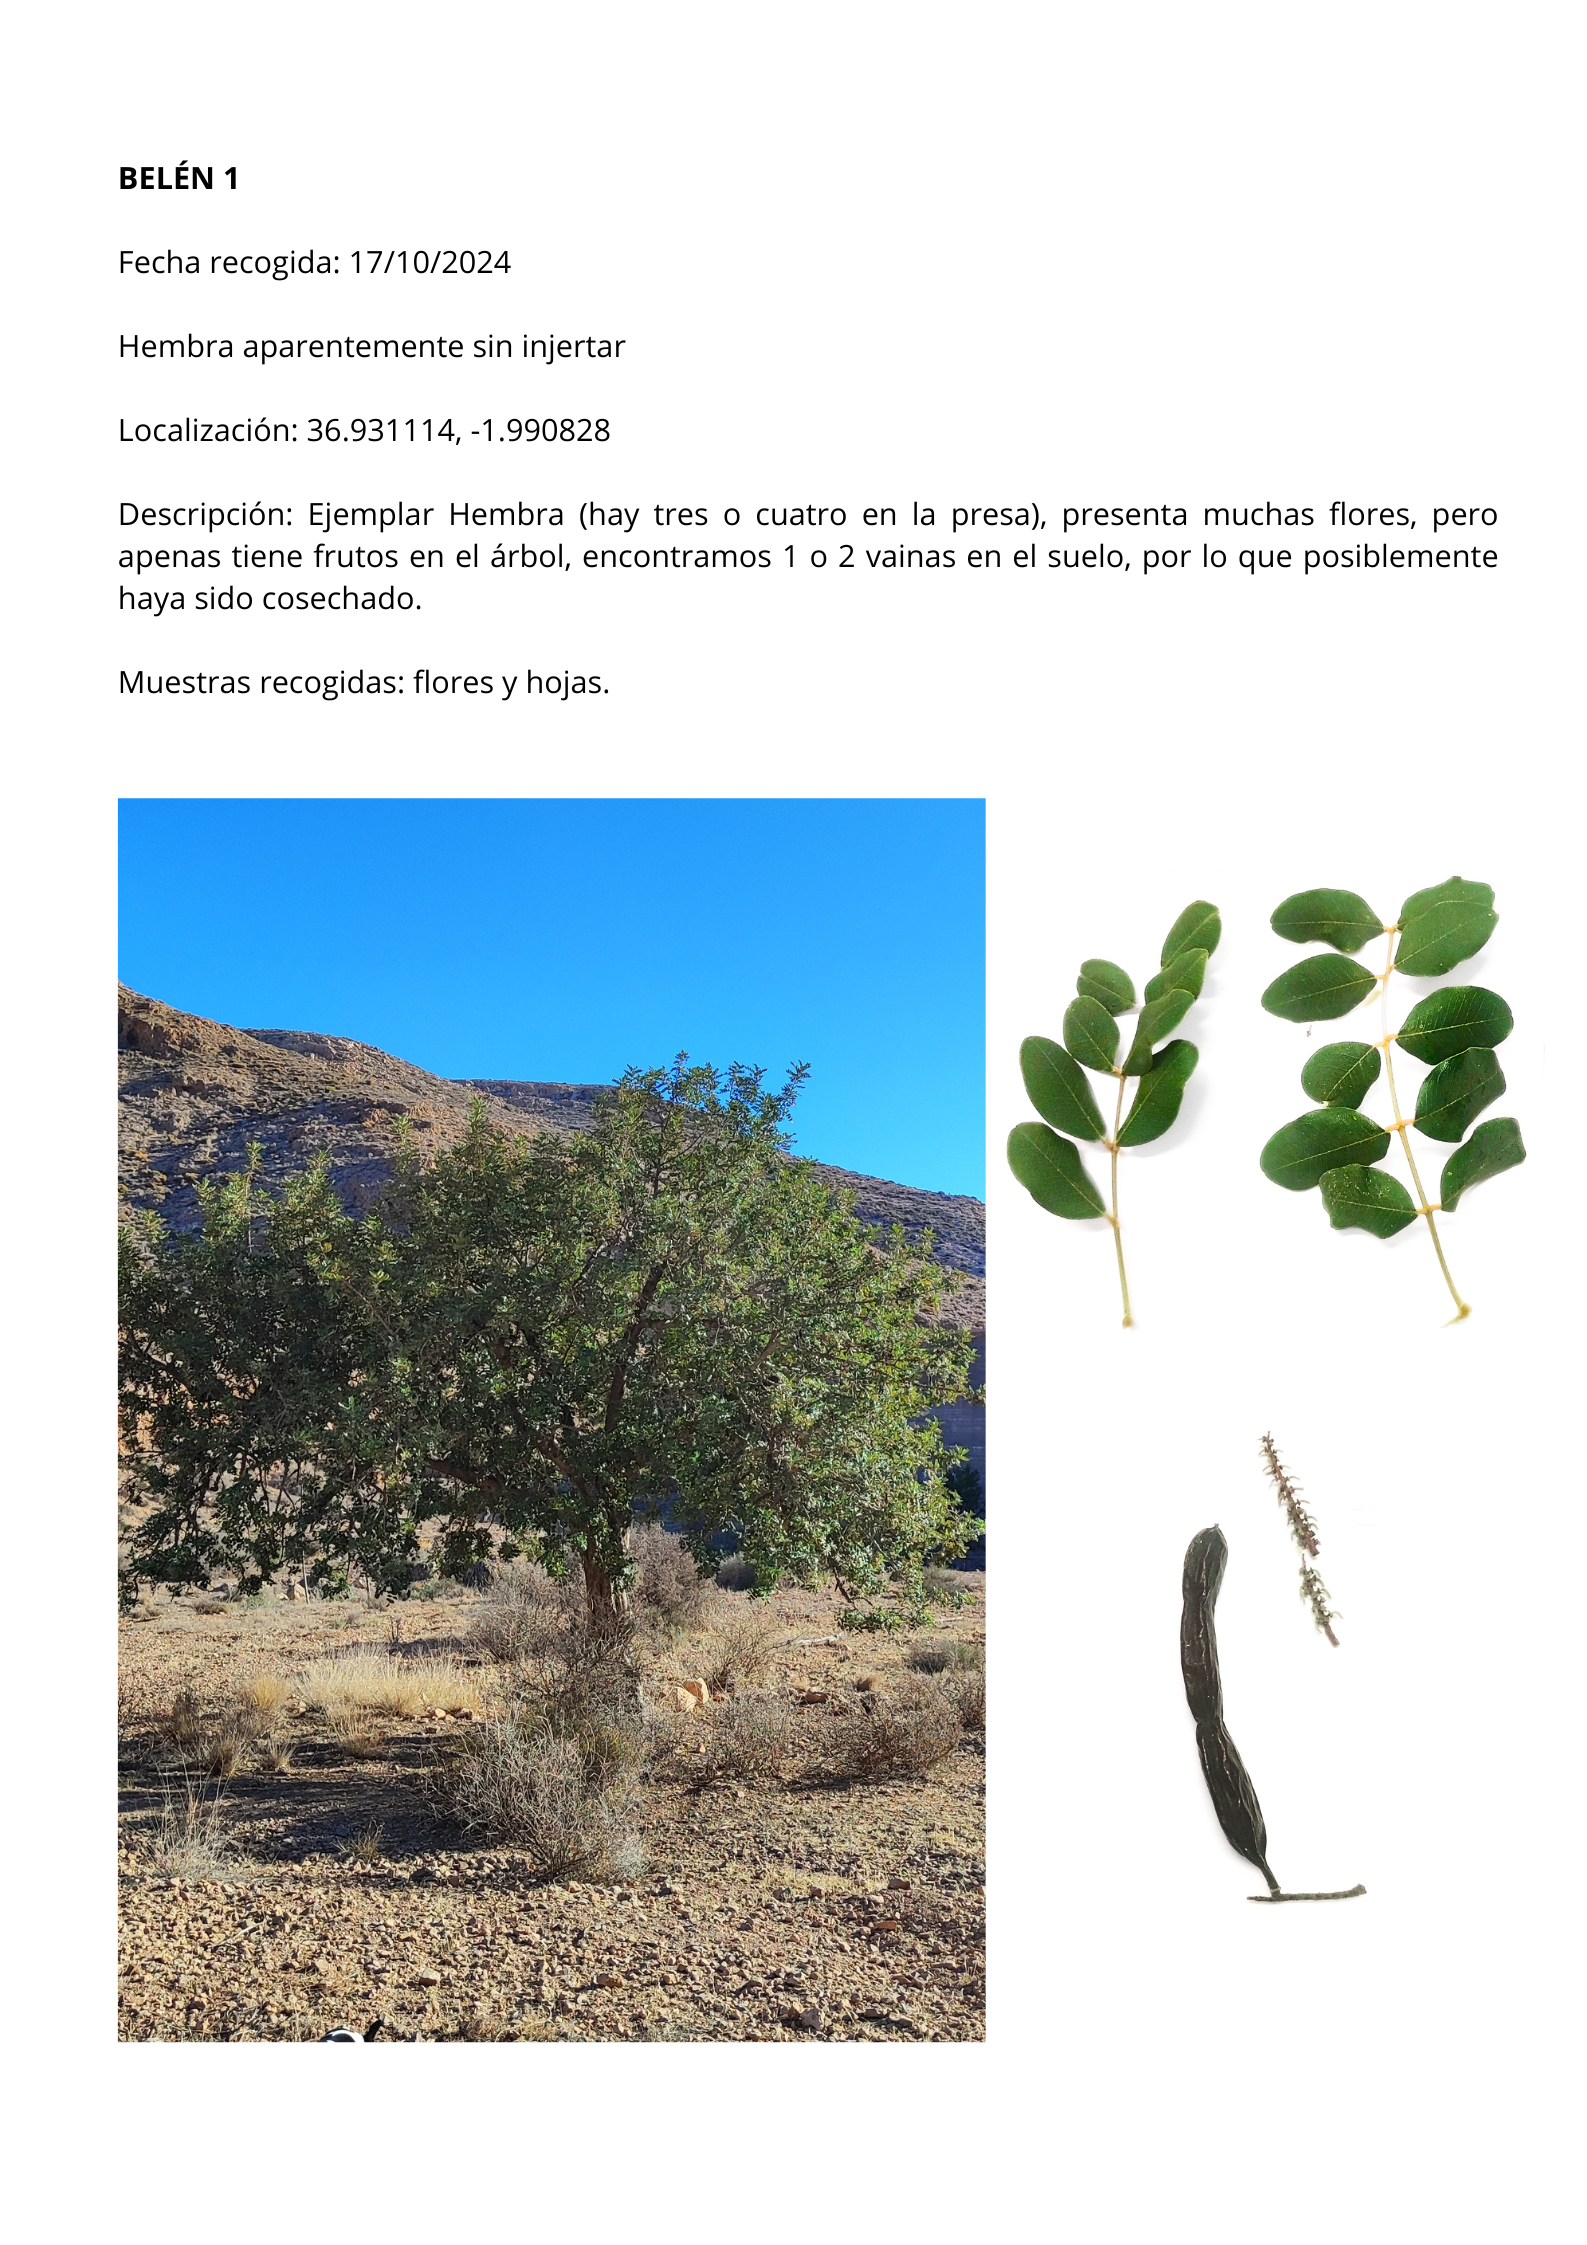 BELÉN 1
Fecha recogida: 17/10/2024
Hembra aparentemente sin injertar
Localización: 36.931114, -1.990828
Descripción: Ejemplar Hembra (hay tres o cuatro en la presa), presenta muchas flores, pero
apenas tiene frutos en el árbol, encontramos 1 o 2 vainas en el suelo, por lo que posiblemente
haya sido cosechado.
Muestras recogidas: flores y hojas.